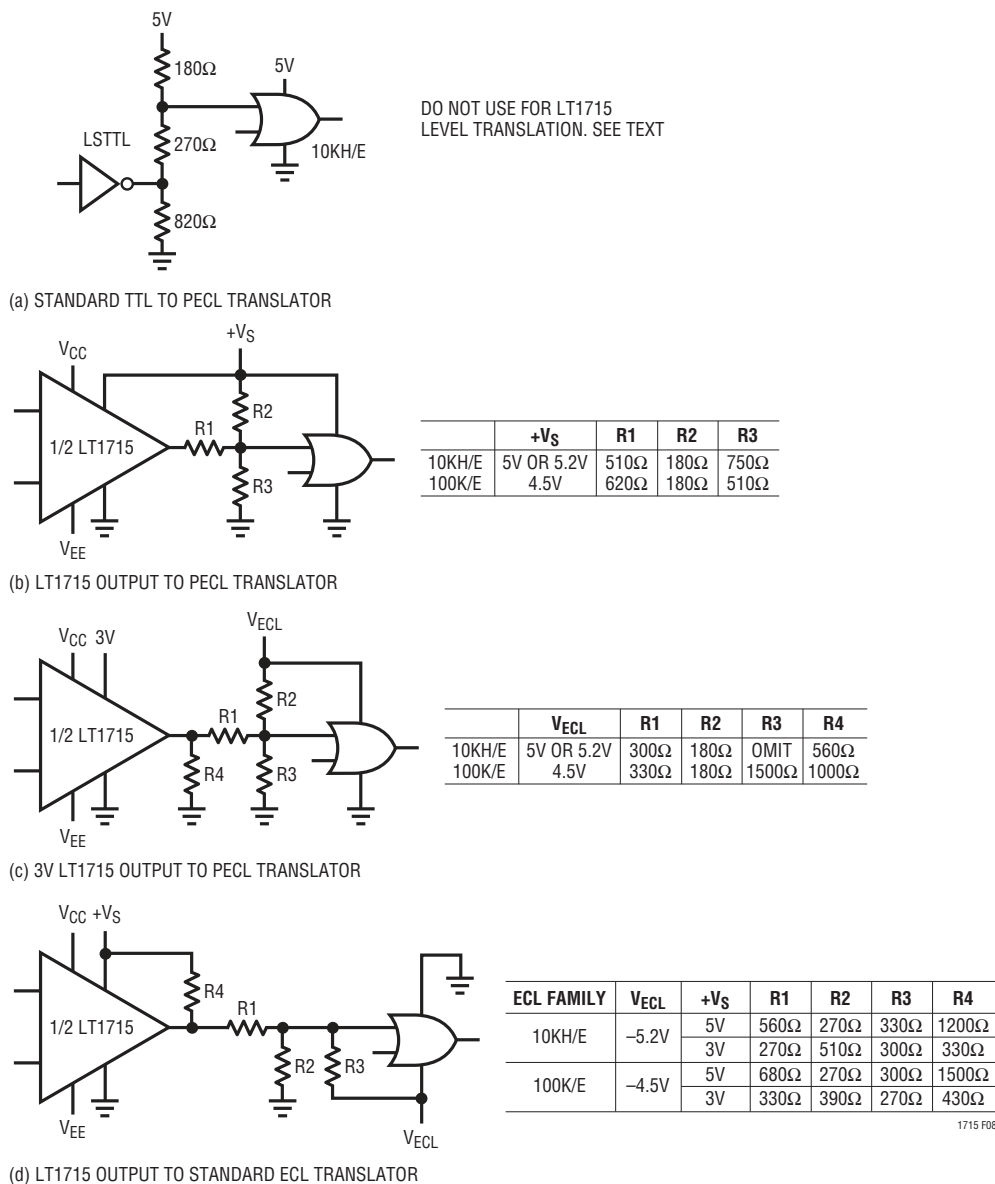 5V
180Ω
5V
DO NOT USE FOR LT1715
LEVEL TRANSLATION. SEE TEXT
LSTTL
270Ω
10KH/E
820Ω
(a) STANDARD TTL TO PECL TRANSLATOR
+VS
VCC
R2
R1
1/2 LT1715
R3
VEE
+VS R1 R2 R3
10KH/E 5V OR 5.2V 510Ω 180Ω 750Ω
100K/E 4.5V 620Ω 180Ω 510Ω
(b) LT1715 OUTPUT TO PECL TRANSLATOR
VECL
VCC 3V
R2
R1
1/2 LT1715
R4
R3
VEE
VECL R1 R2 R3 R4
10KH/E 5V OR 5.2V 300Ω 180Ω OMIT 560Ω
100K/E 4.5V 330Ω 180Ω 1500Ω 1000Ω
(c) 3V LT1715 OUTPUT TO PECL TRANSLATOR
VCC +VS
R4
R1
1/2 LT1715
R2
R3
VEE
VECL
ECL FAMILY VECL +VS R1 R2 R3 R4
10KH/E –5.2V 5V 560Ω 270Ω 330Ω 1200Ω
3V 270Ω 510Ω 300Ω 330Ω
100K/E –4.5V 5V 680Ω 270Ω 300Ω 1500Ω
3V 330Ω 390Ω 270Ω 430Ω
1715 F08
(d) LT1715 OUTPUT TO STANDARD ECL TRANSLATOR